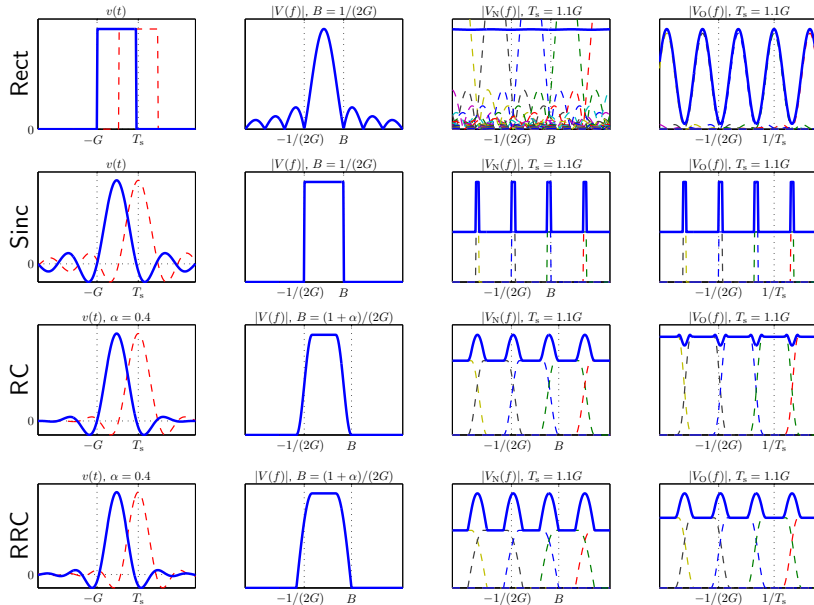 v(t) |V(f)|, B = 1/(2G) |V_N(f)|, T_s = 1.1G |V_O(f)|, T_s = 1.1G
Rect
0 0
−G T_s −1/(2G) B −1/(2G) B −1/(2G) 1/T_s
v(t) |V(f)|, B = 1/(2G) |V_N(f)|, T_s = 1.1G |V_O(f)|, T_s = 1.1G
Sinc
0
−G T_s −1/(2G) B −1/(2G) B −1/(2G) 1/T_s
v(t), α = 0.4 |V(f)|, B = (1 + α)/(2G) |V_N(f)|, T_s = 1.1G |V_O(f)|, T_s = 1.1G
RC
0
−G T_s −1/(2G) B −1/(2G) B −1/(2G) 1/T_s
v(t), α = 0.4 |V(f)|, B = (1 + α)/(2G) |V_N(f)|, T_s = 1.1G |V_O(f)|, T_s = 1.1G
RRC
0
−G T_s −1/(2G) B −1/(2G) B −1/(2G) 1/T_s